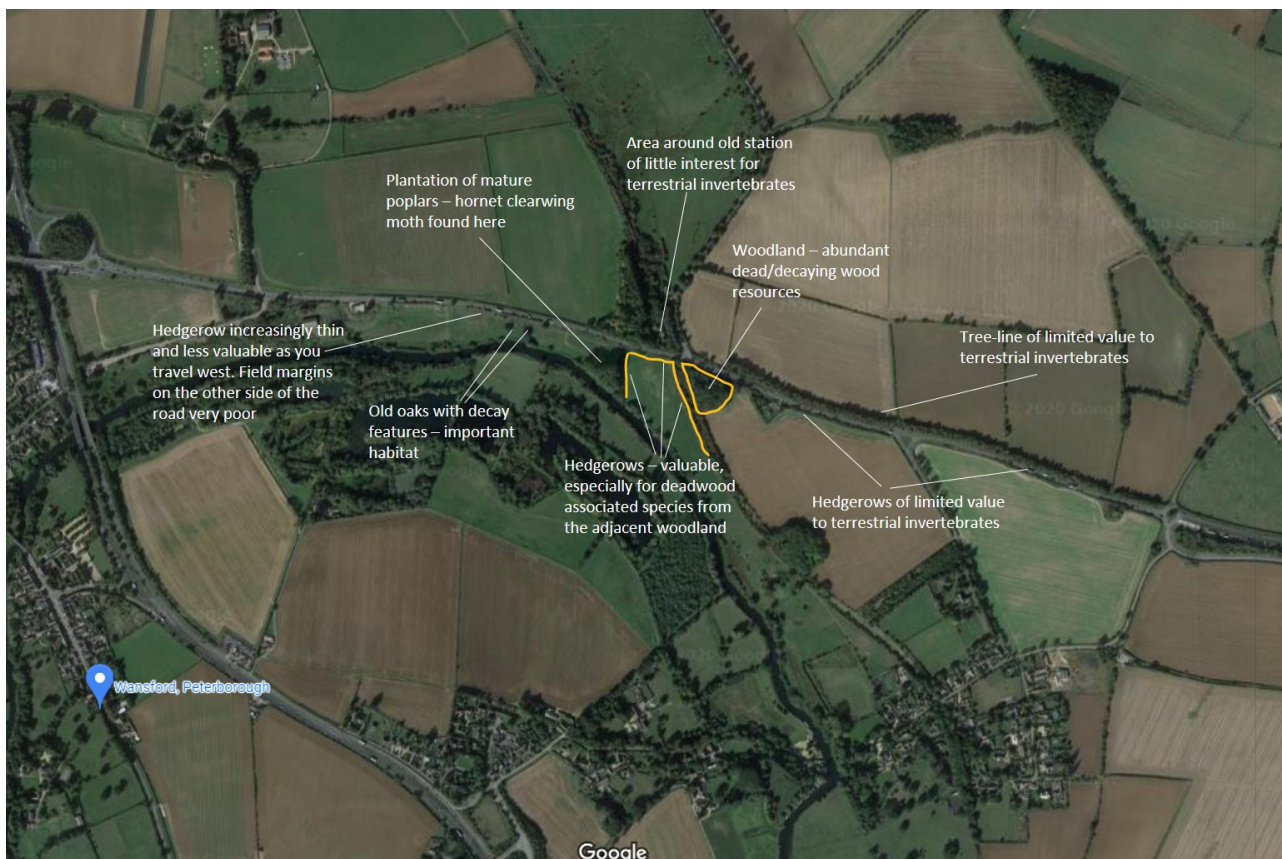 Area around old station
of little interest for
terrestrial invertebrates
Plantation of mature
poplars – hornet clearwing
moth found here
Woodland – abundant
dead/decaying wood
resources
Hedgerow increasingly thin
and less valuable as you
travel west. Field margins
on the other side of the
road very poor
Tree-line of limited value to
terrestrial invertebrates
Old oaks with decay
features – important
habitat
Hedgerows – valuable,
especially for deadwood
associated species from
the adjacent woodland
Hedgerows of limited value
to terrestrial invertebrates
Wansford, Peterborough
Google